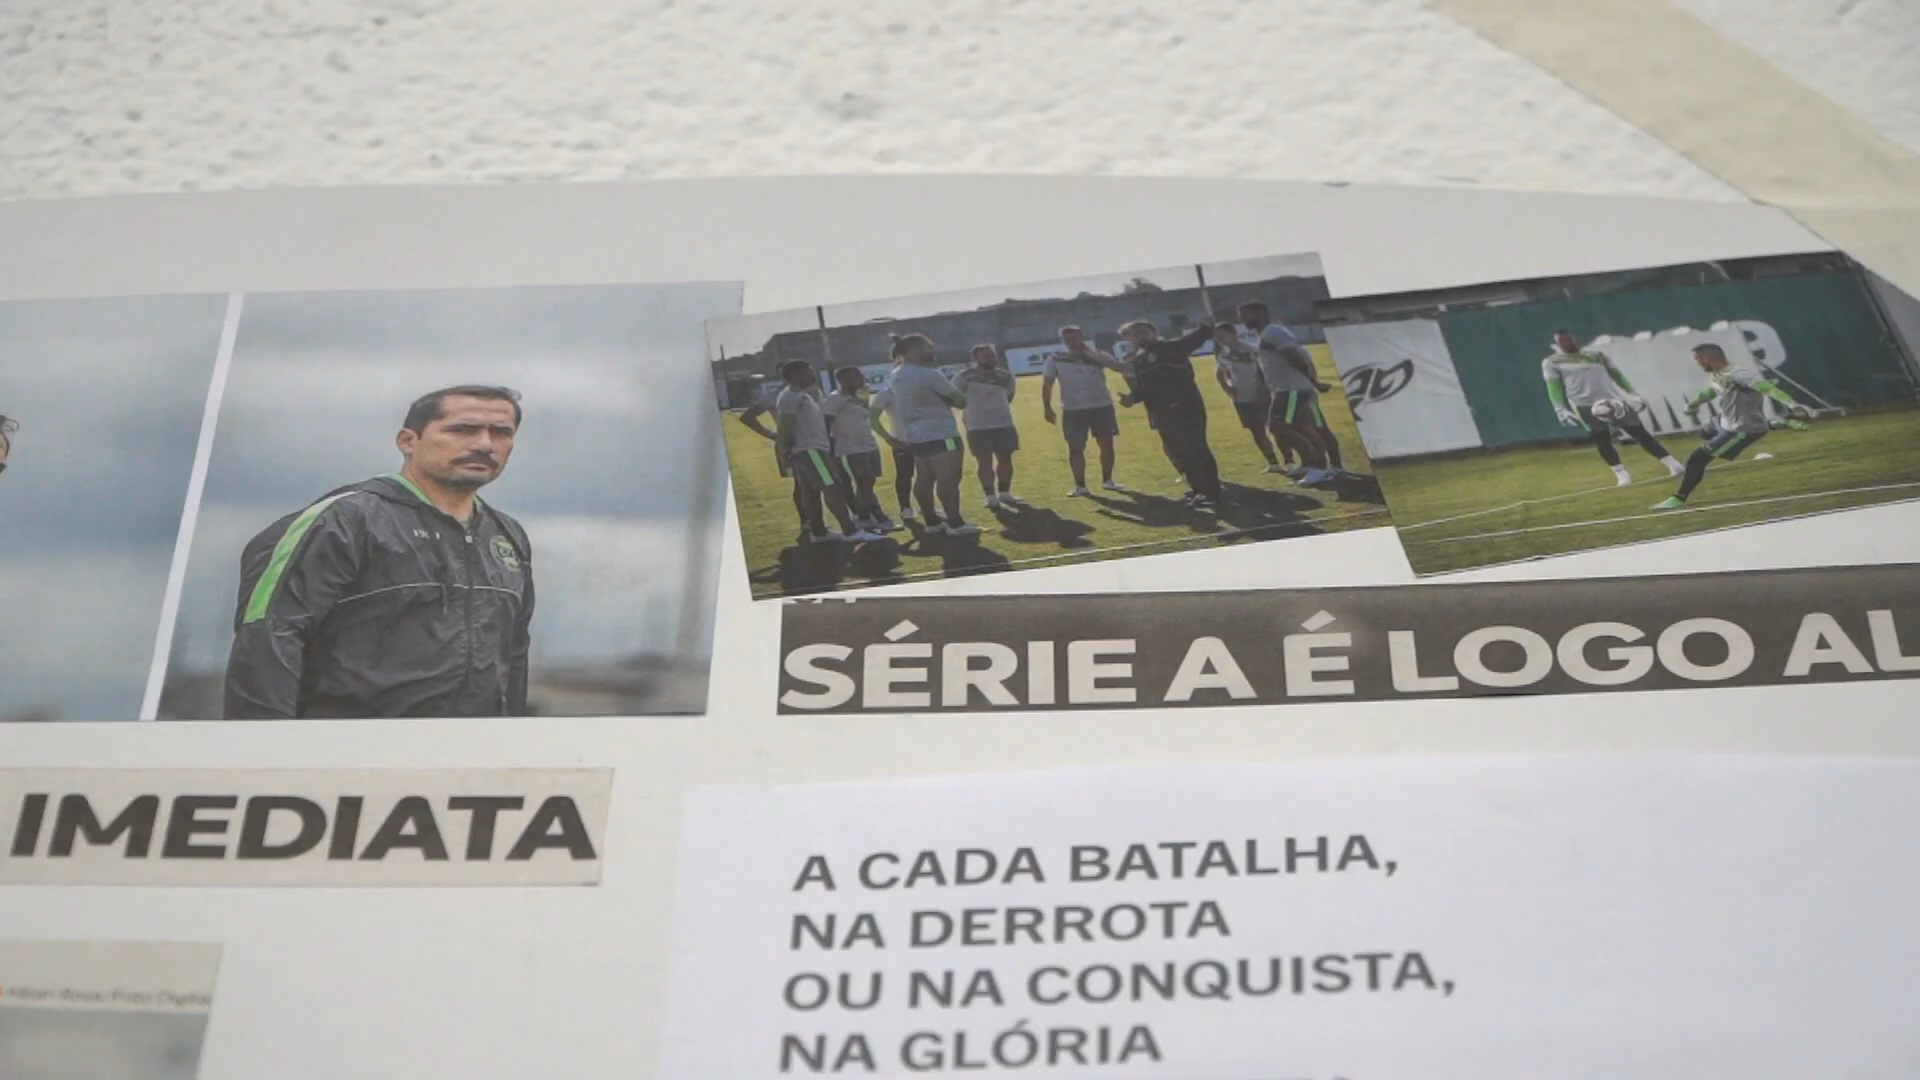 SÉRIE A É LOGO AL
IMEDIATA
A CADA BATALHA,
NA DERROTA
OU NA CONQUISTA,
NA GLÓRIA